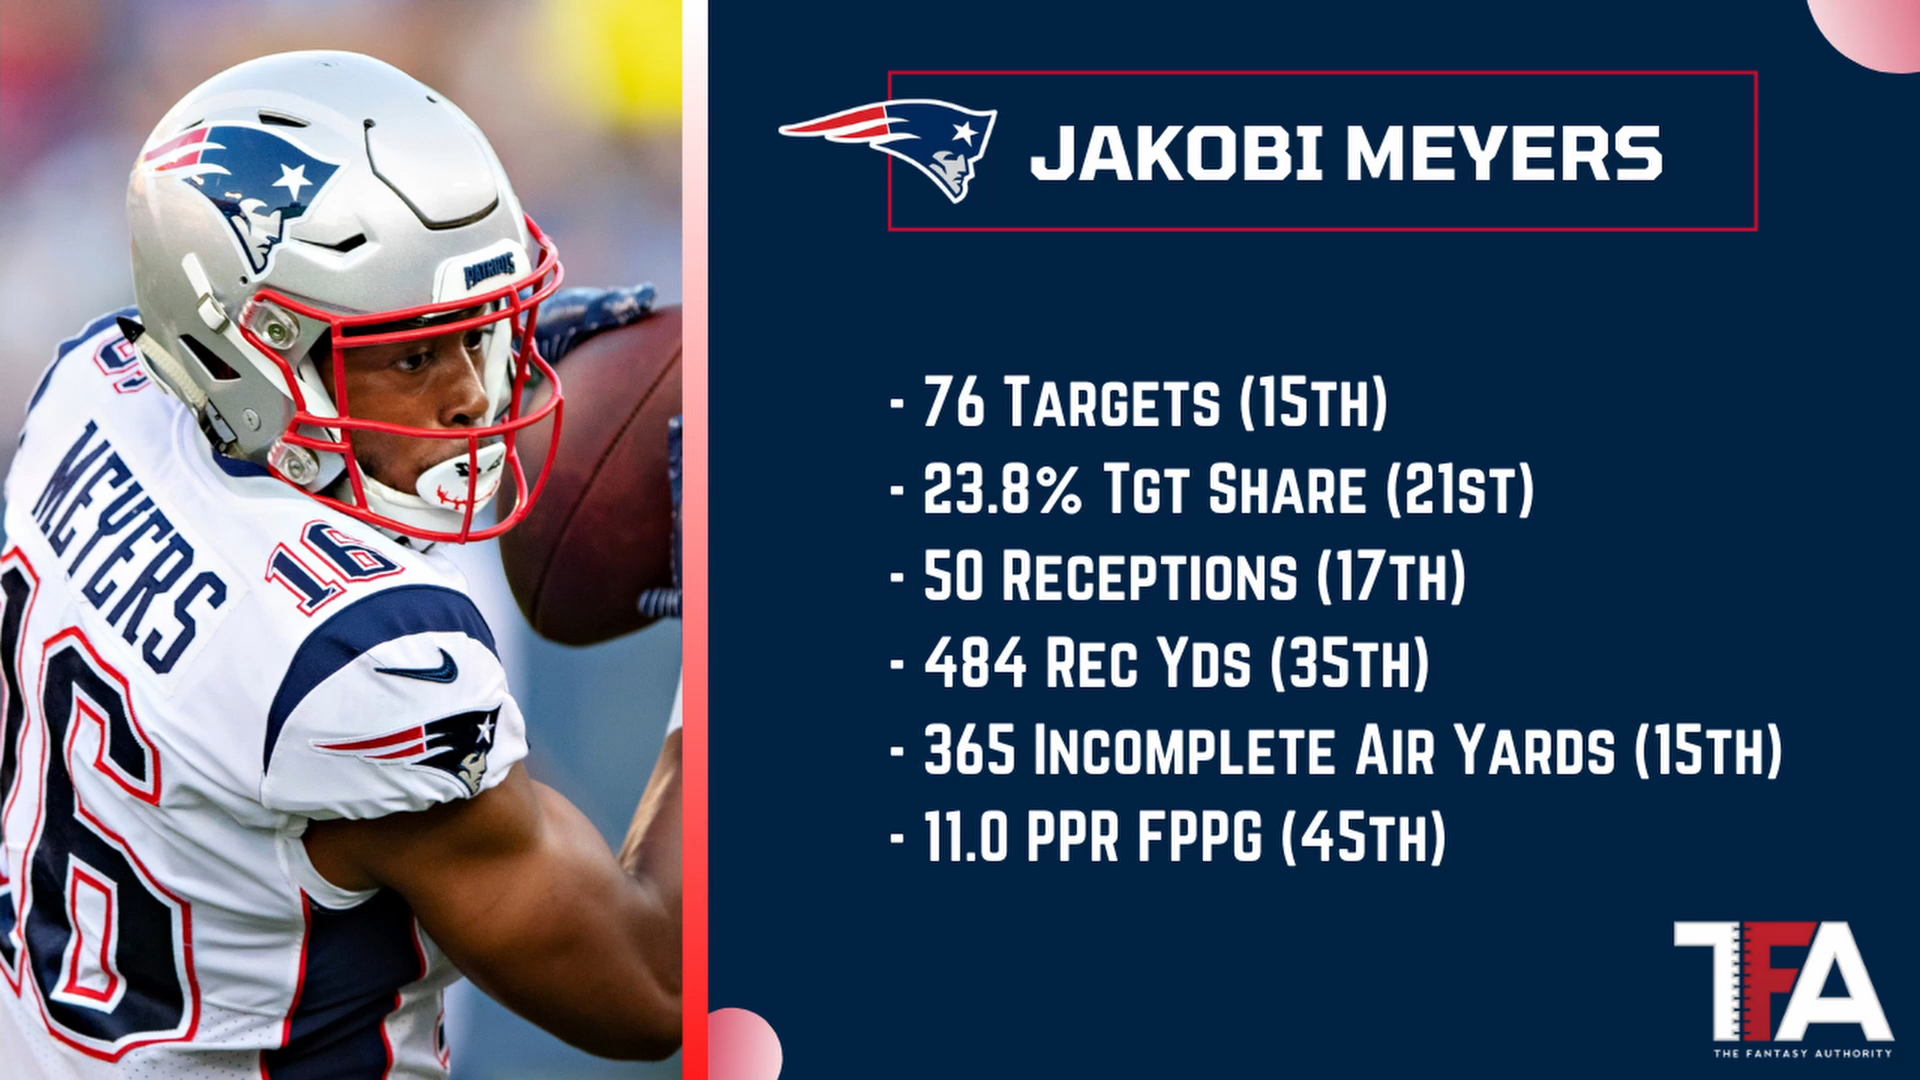 JAKOBI MEYERS
- 76 TARGETS (15TH)
- 23.8% TGT SHARE (21ST)
- 50 RECEPTIONS (17TH)
- 484 REC YDS (35TH)
- 365 INCOMPLETE AIR YARDS (15TH)
- 11.0 PPR FPPG (45TH)
TFA
THE FANTASY AUTHORITY
PATRIOTS
MEYERS
16
16